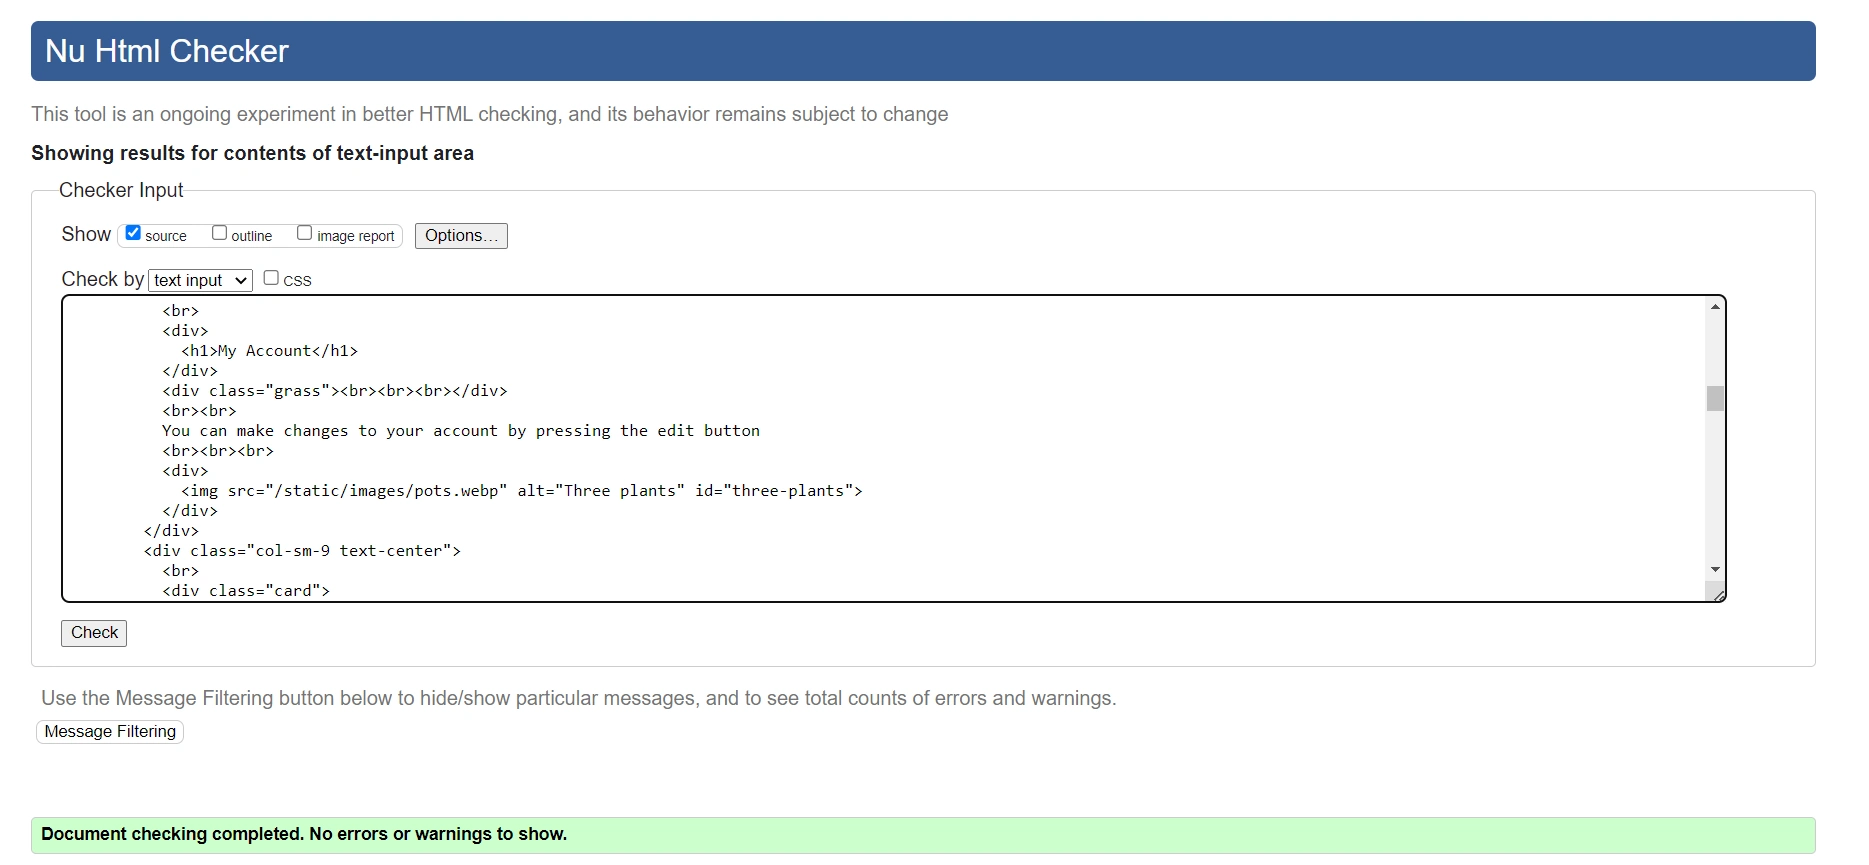 Nu Html Checker
This tool is an ongoing experiment in better HTML checking, and its behavior remains subject to change
Showing results for contents of text-input area
Checker Input
Show source outline image report Options...
Check by text input CSS
<br>
<div>
<h1>My Account</h1>
</div>
<div class="grass"><br><br><br></div>
<br><br>
You can make changes to your account by pressing the edit button
<br><br><br>
<div>
<img src="/static/images/pots.webp" alt="Three plants" id="three-plants">
</div>
</div>
<div class="col-sm-9 text-center">
<br>
<div class="card">
Check
Use the Message Filtering button below to hide/show particular messages, and to see total counts of errors and warnings.
Message Filtering
Document checking completed. No errors or warnings to show.